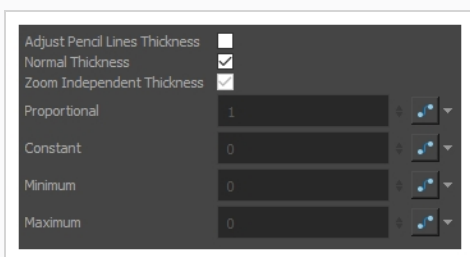 Adjust Pencil Lines Thickness
Normal Thickness
Zoom Independent Thickness
Proportional 1
Constant 0
Minimum 0
Maximum 0